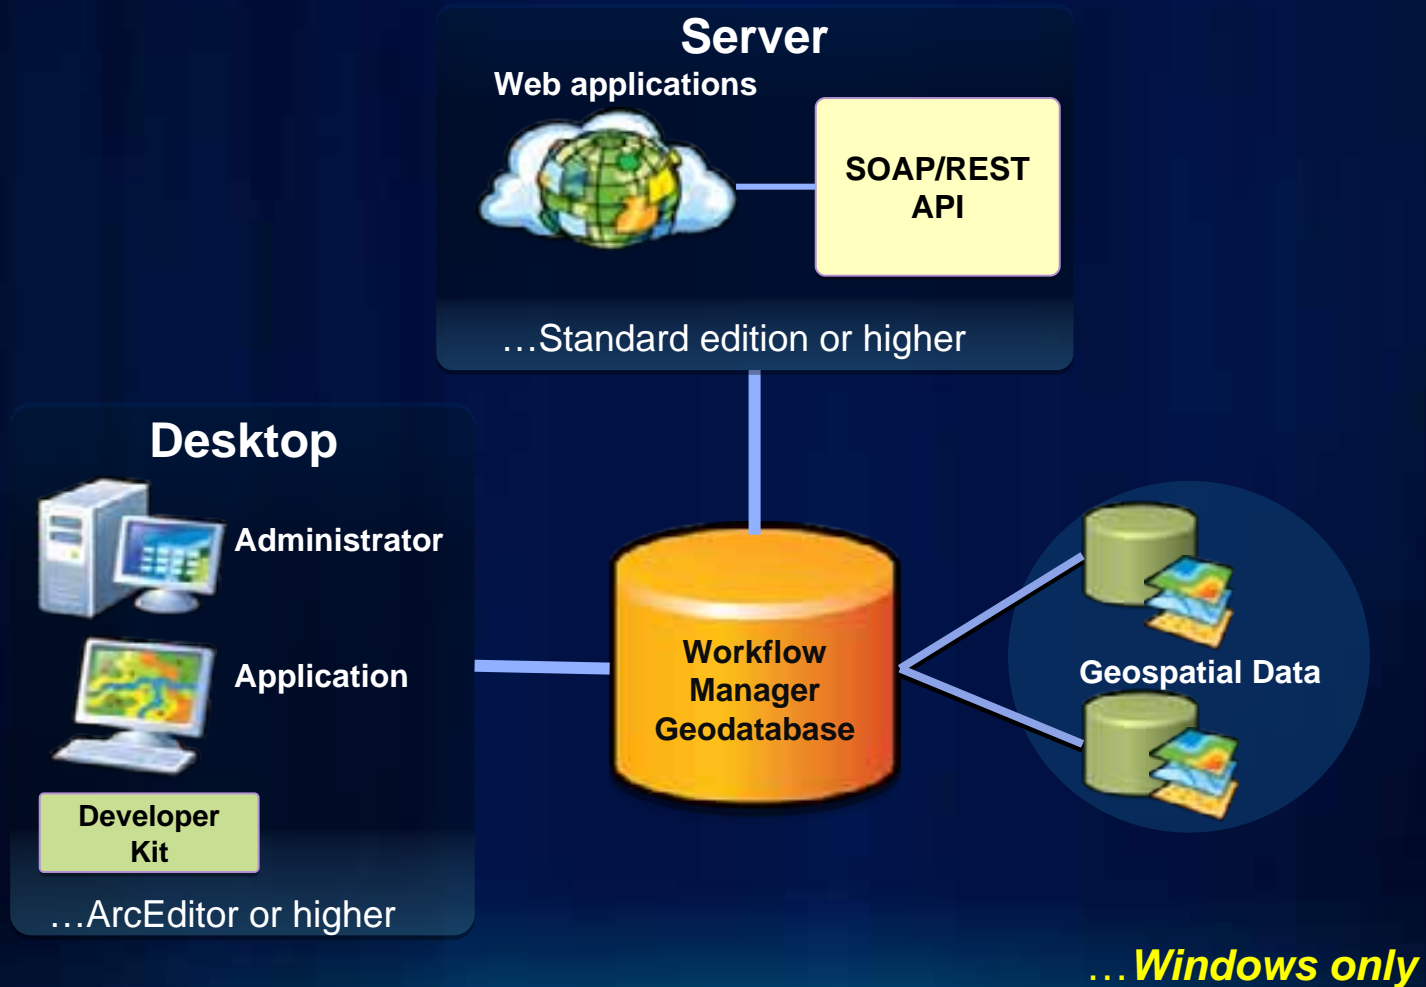 Server
Web applications
SOAP/REST
API
…Standard edition or higher
Desktop
Administrator
Application
Developer
Kit
…ArcEditor or higher
Workflow
Manager
Geodatabase
Geospatial Data
…Windows only